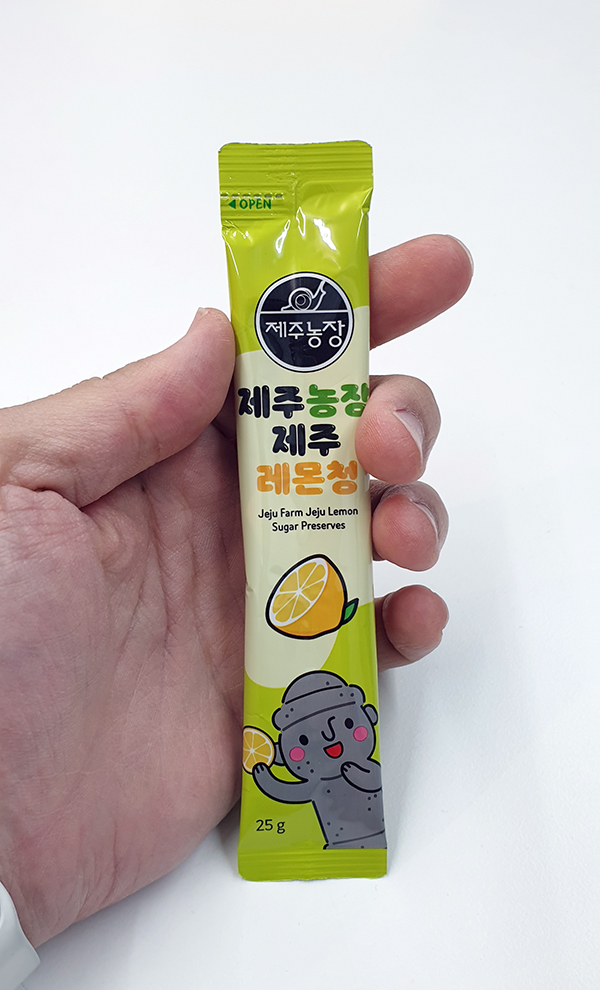 ◀OPEN
제주농장
제주농장
제주
레몬청
Jeju Farm Jeju Lemon
Sugar Preserves
25 g